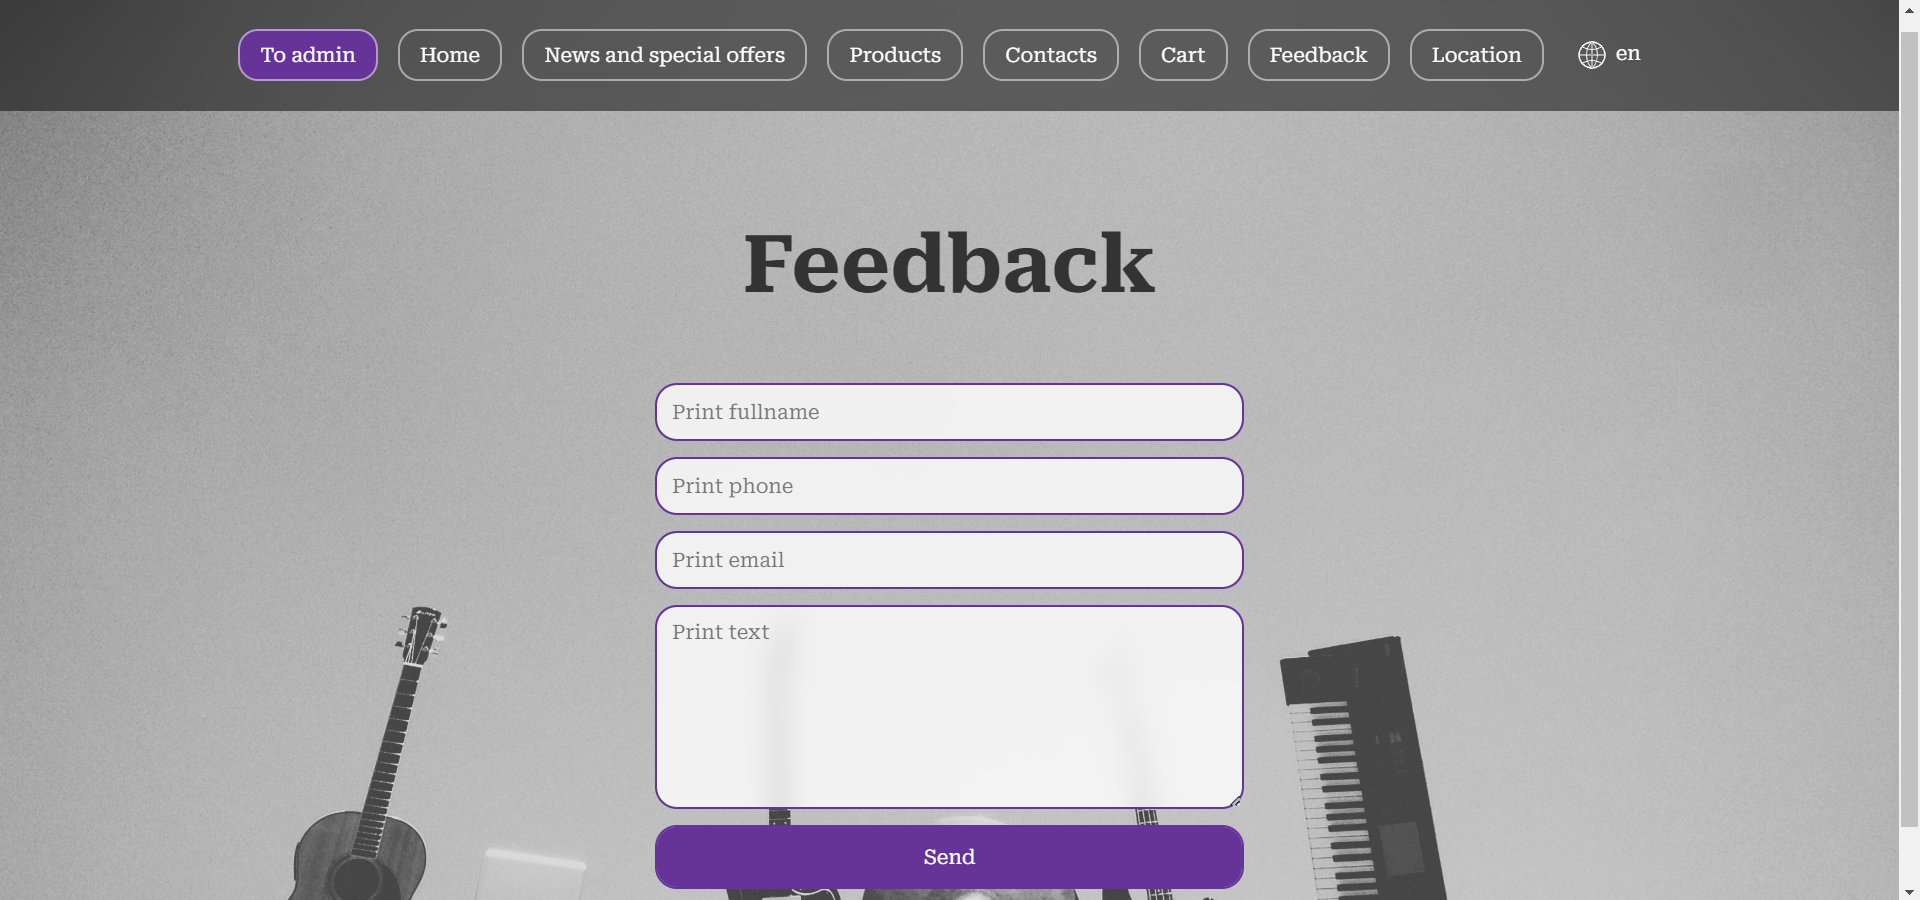 To admin
Home
News and special offers
Products
Contacts
Cart
Feedback
Location
en
Feedback
Print fullname
Print phone
Print email
Print text
Send